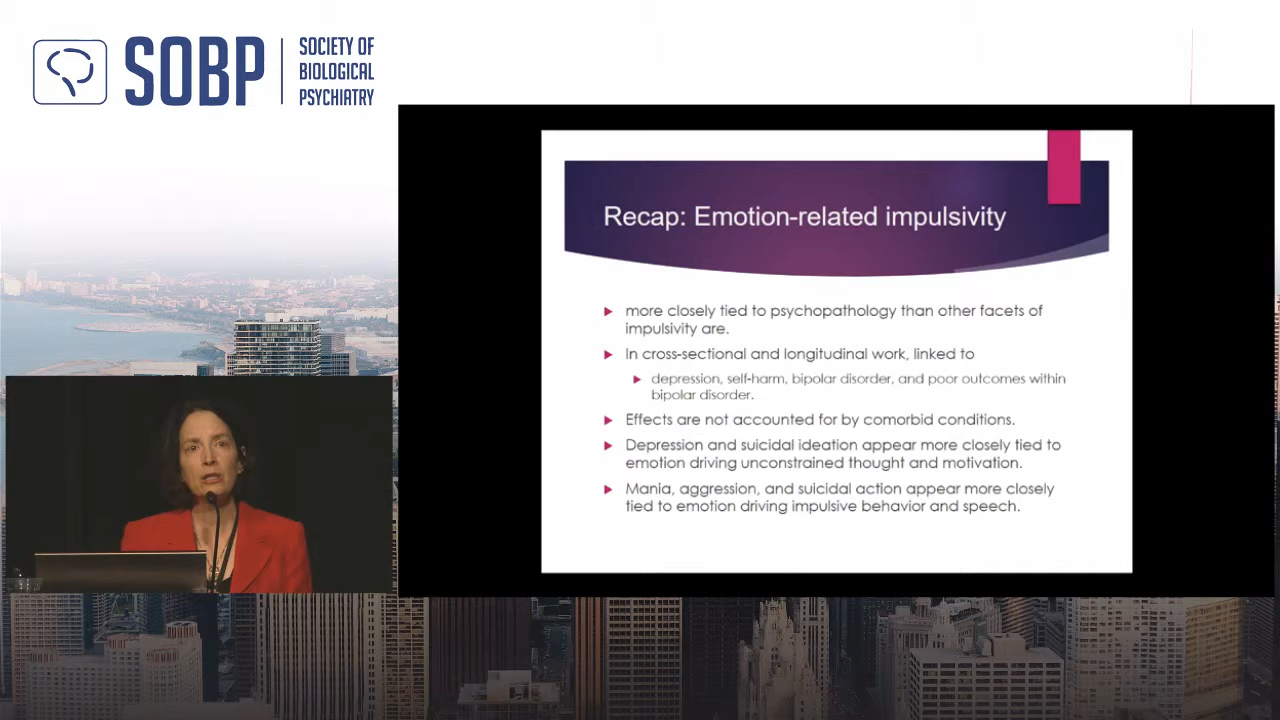 SOBP
SOCIETY OF
BIOLOGICAL
PSYCHIATRY
Recap: Emotion-related impulsivity
more closely tied to psychopathology than other facets of
impulsivity are.
In cross-sectional and longitudinal work, linked to
depression, self-harm, bipolar disorder, and poor outcomes within
bipolar disorder.
Effects are not accounted for by comorbid conditions.
Depression and suicidal ideation appear more closely tied to
emotion driving unconstrained thought and motivation.
Mania, aggression, and suicidal action appear more closely
tied to emotion driving impulsive behavior and speech.